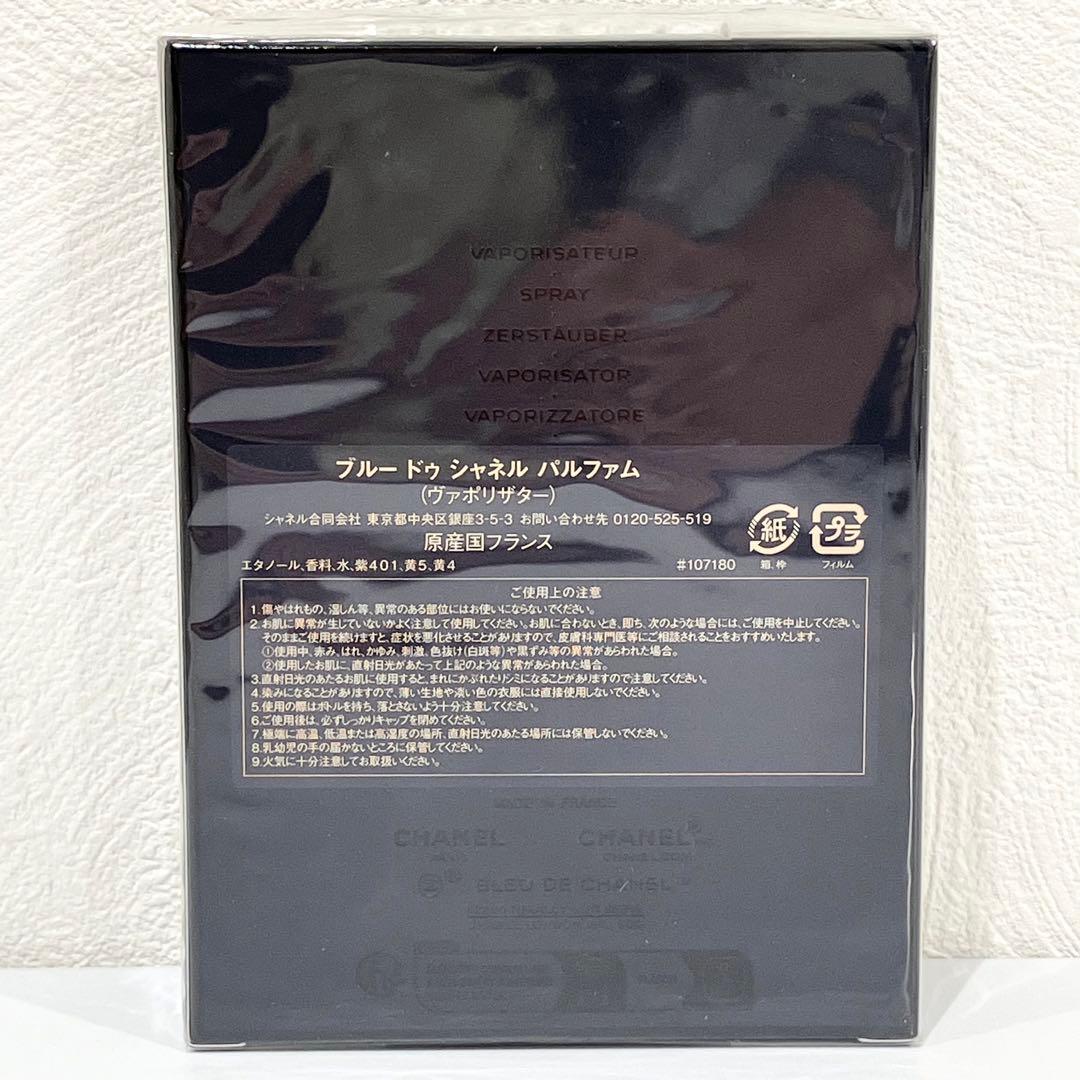 VAPORISATEUR
SPRAY
ZERSTÄUBER
VAPORISATOR
VAPORIZZATORE
ブルー ドゥ シャネル パルファム
(ヴァポリザター)
シャネル合同会社 東京都中央区銀座3-5-3 お問い合わせ先 0120-525-519
原産国フランス
エタノール、香料、水、紫401、黄5、黄4 #107180
紙 箱、枠
プラ フィルム
ご使用上の注意
1.傷やはれもの、湿しん等、異常のある部位にはお使いにならないでください。
2.お肌に異常が生じていないかよく注意して使用してください。お肌に合わないとき、即ち、次のような場合には、ご使用を中止してください。
そのままご使用を続けますと、症状を悪化させることがありますので、皮膚科専門医等にご相談されることをおすすめいたします。
①使用中、赤み、はれ、かゆみ、刺激、色抜け(白斑等)や黒ずみ等の異常があらわれた場合。
②使用したお肌に、直射日光があたって上記のような異常があらわれた場合。
3.直射日光のあたるお肌に使用すると、まれにかぶれたりシミになることがありますので注意してください。
4.染みになることがありますので、薄い生地や淡い色の衣服には直接使用しないでください。
5.使用の際はボトルを持ち、落とさないよう十分注意してください。
6.ご使用後は、必ずしっかりキャップを閉めてください。
7.極端に高温、低温または高湿度の場所、直射日光のあたる場所には保管しないでください。
8.乳幼児の手の届かないところに保管してください。
9.火気に十分注意してお取扱いください。
MADE IN FRANCE
CHANEL CHANEL
BLEU DE CHANEL